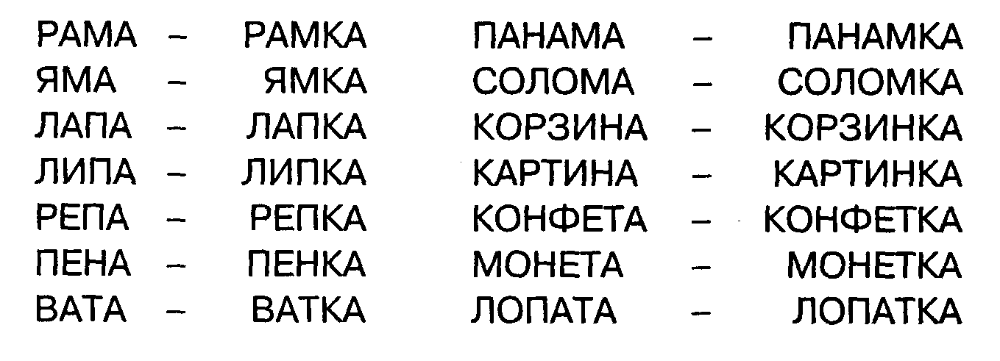 РАМА – РАМКА ПАНАМА – ПАНАМКА
ЯМА – ЯМКА СОЛОМА – СОЛОМКА
ЛАПА – ЛАПКА КОРЗИНА – КОРЗИНКА
ЛИПА – ЛИПКА КАРТИНА – КАРТИНКА
РЕПА – РЕПКА КОНФЕТА – КОНФЕТКА
ПЕНА – ПЕНКА МОНЕТА – МОНЕТКА
ВАТА – ВАТКА ЛОПАТА – ЛОПАТКА